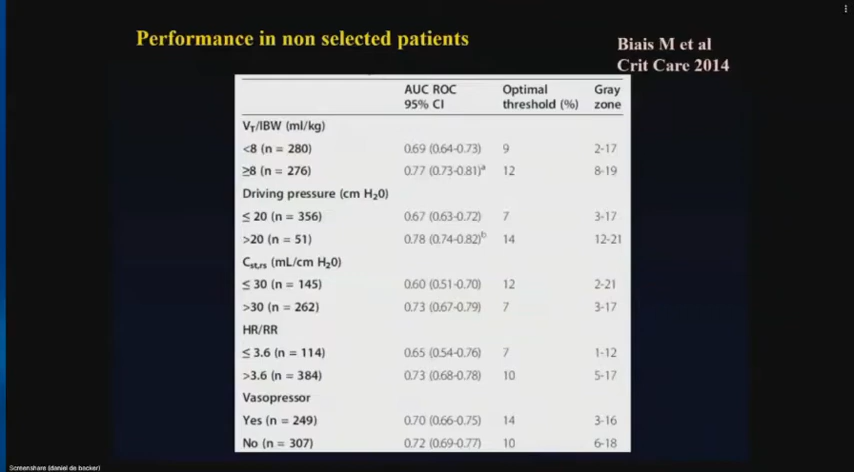 Performance in non selected patients
Biais M et al
Crit Care 2014
AUC ROC Optimal Gray
95% CI threshold (%) zone
VT/IBW (ml/kg)
<8 (n = 280) 0.69 (0.64-0.73) 9 2-17
≥8 (n = 276) 0.77 (0.73-0.81)a 12 8-19
Driving pressure (cm H20)
≤ 20 (n = 356) 0.67 (0.63-0.72) 7 3-17
>20 (n = 51) 0.78 (0.74-0.82)b 14 12-21
Cst,rs (mL/cm H20)
≤ 30 (n = 145) 0.60 (0.51-0.70) 12 2-21
>30 (n = 262) 0.73 (0.67-0.79) 7 3-17
HR/RR
≤ 3.6 (n = 114) 0.65 (0.54-0.76) 7 1-12
>3.6 (n = 384) 0.73 (0.68-0.78) 10 5-17
Vasopressor
Yes (n = 249) 0.70 (0.66-0.75) 14 3-16
No (n = 307) 0.72 (0.69-0.77) 10 6-18
Screenshare (daniel de backer)